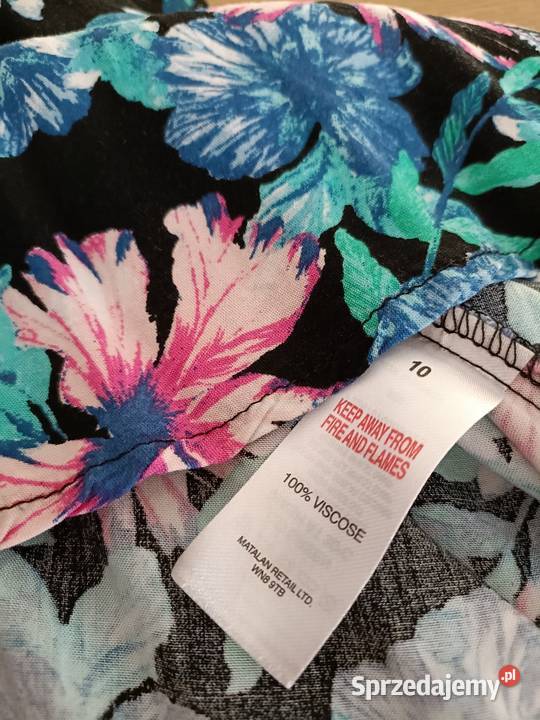 10
KEEP AWAY FROM
FIRE AND FLAMES
100% VISCOSE
MATALAN RETAIL LTD.
WN8 9TB
Sprzedajemy.pl